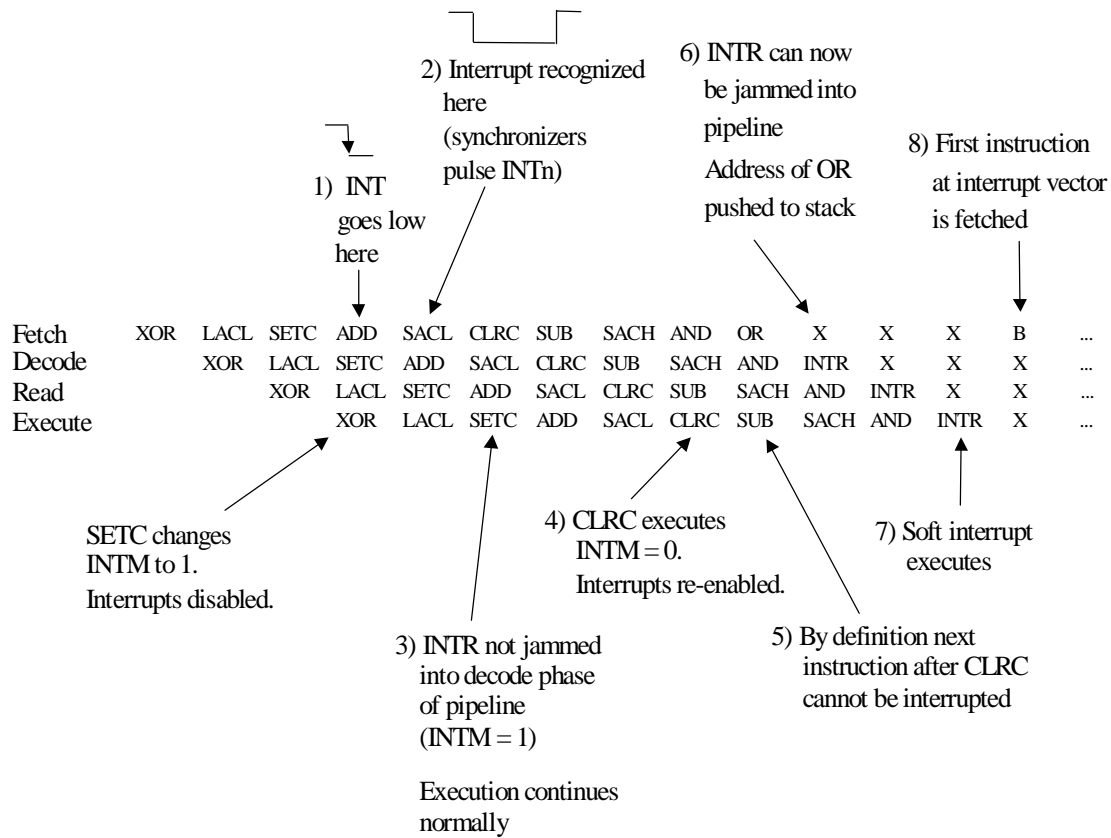 2) Interrupt recognized
here
(synchronizers
pulse INTn)
6) INTR can now
be jammed into
pipeline
Address of OR
pushed to stack
8) First instruction
at interrupt vector
is fetched
1) INT
goes low
here
Fetch XOR LACL SETC ADD SACL CLRC SUB SACH AND OR X X X B ...
Decode XOR LACL SETC ADD SACL CLRC SUB SACH AND INTR X X X ...
Read XOR LACL SETC ADD SACL CLRC SUB SACH AND INTR X X ...
Execute XOR LACL SETC ADD SACL CLRC SUB SACH AND INTR X ...
SETC changes
INTM to 1.
Interrupts disabled.
4) CLRC executes
INTM = 0.
Interrupts re-enabled.
7) Soft interrupt
executes
3) INTR not jammed
into decode phase
of pipeline
(INTM = 1)
Execution continues
normally
5) By definition next
instruction after CLRC
cannot be interrupted